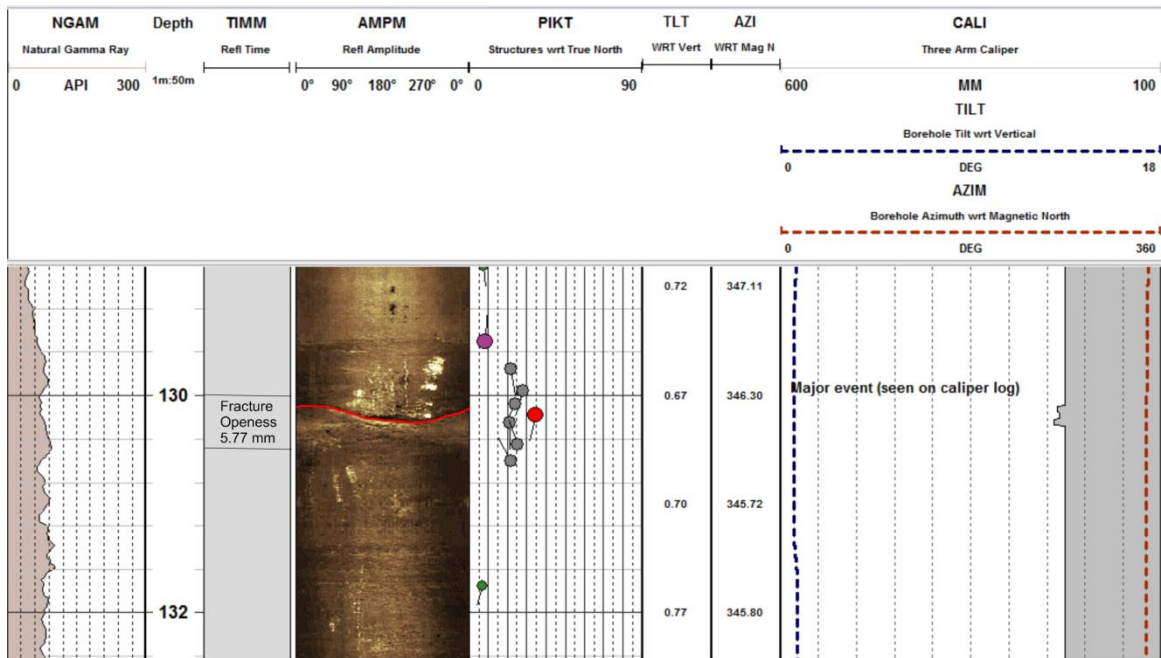 NGAM Depth TIMM AMPM PIKT TLT AZI CALI
Natural Gamma Ray Refl Time Refl Amplitude Structures wrt True North WRT Vert WRT Mag N Three Arm Caliper
0 API 300 1m:50m 0° 90° 180° 270° 0° 0 90 600 MM 100
TILT
Borehole Tilt wrt Vertical
0 DEG 18
AZIM
Borehole Azimuth wrt Magnetic North
0 DEG 360
0.72 347.11
130 0.67 346.30 Major event (seen on caliper log)
Fracture
Openess
5.77 mm
0.70 345.72
132 0.77 345.80